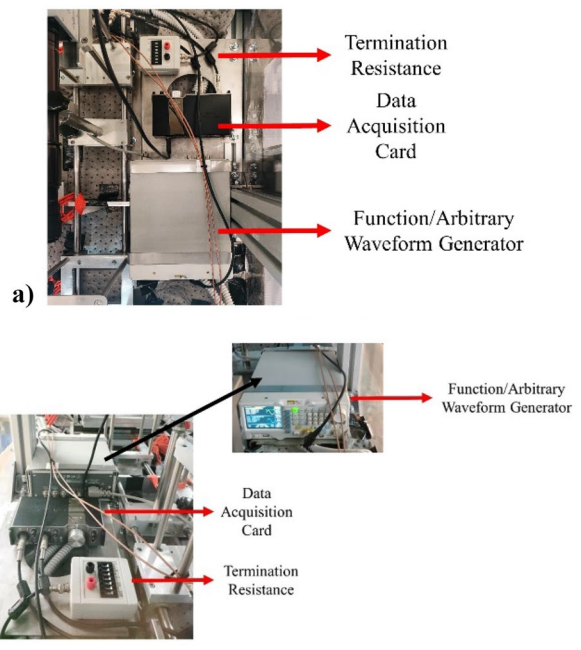 Termination
Resistance
Data
Acquisition
Card
Function/Arbitrary
Waveform Generator
a)
Function/Arbitrary
Waveform Generator
Data
Acquisition
Card
Termination
Resistance